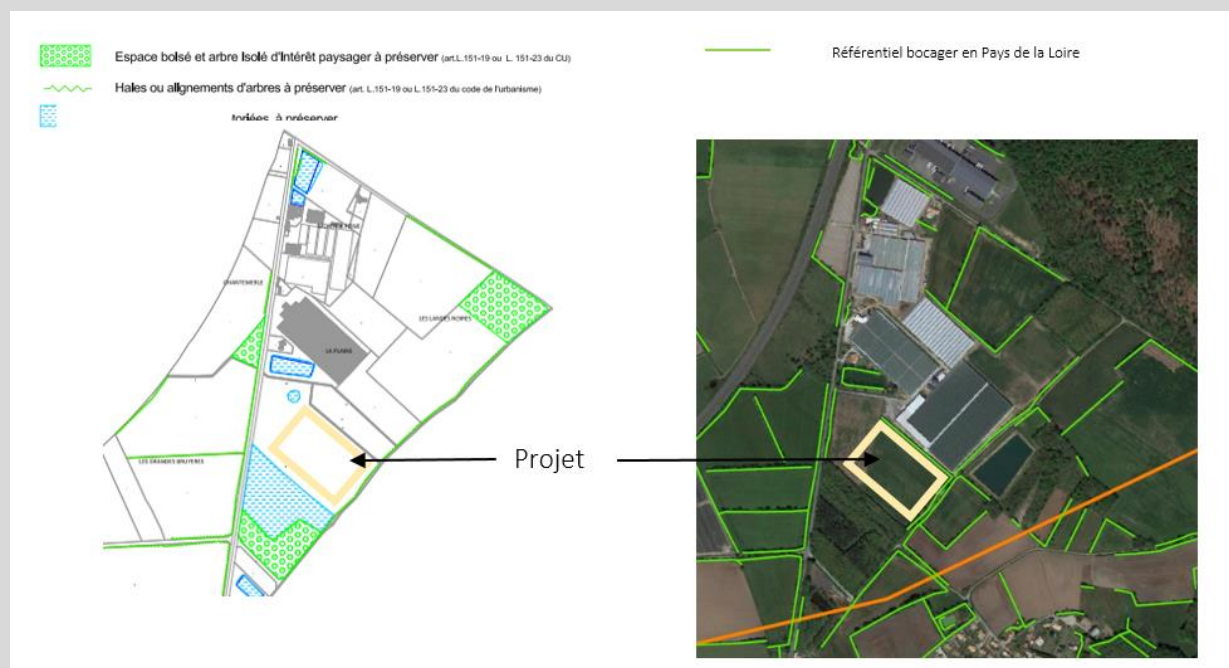 Espace boisé et arbre Isolé d'Intérêt paysager à préserver (art.L.151-19 ou L. 151-23 du CU)
Haies ou alignements d'arbres à préserver (art. L.151-19 ou L.151-23 du code de l'urbanisme)
à préserver
Référentiel bocager en Pays de la Loire
CHANTEMERLE
LES LANDES NOIRES
LA PLAINE
LES GRANDES BRUYERES
Projet